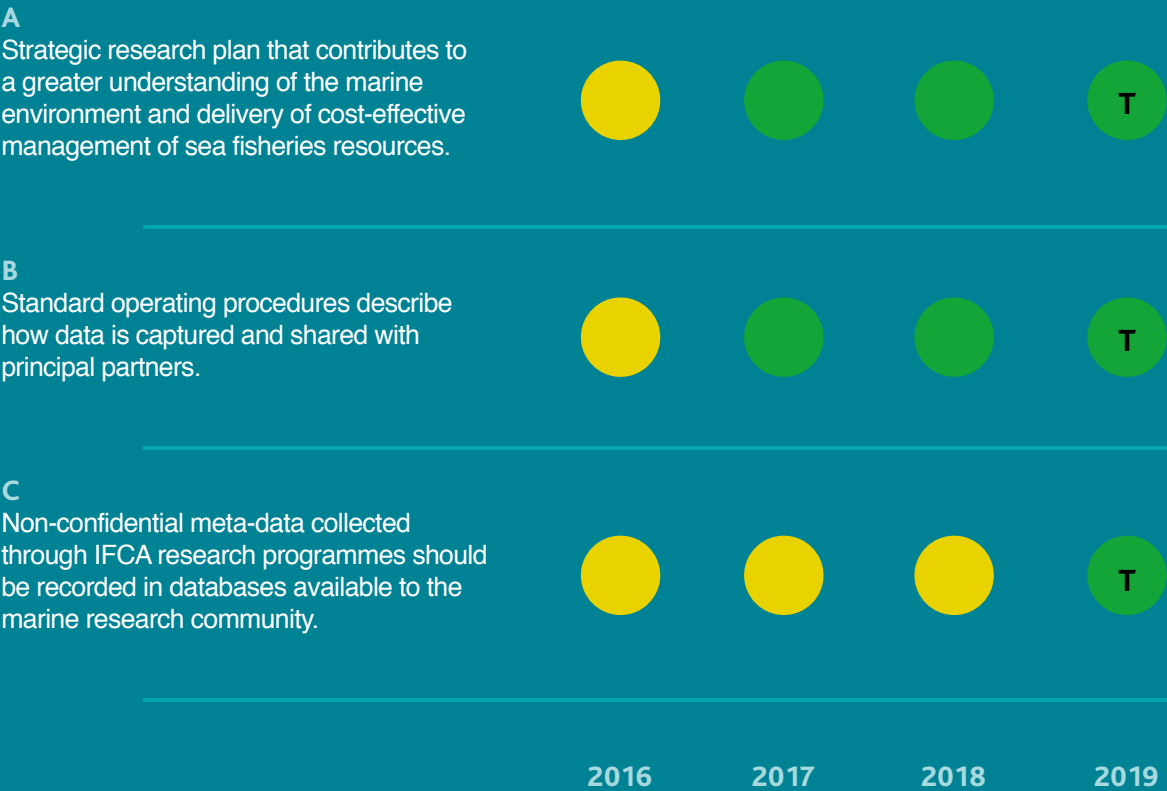 A
Strategic research plan that contributes to
a greater understanding of the marine
environment and delivery of cost-effective
management of sea fisheries resources.
T
B
Standard operating procedures describe
how data is captured and shared with
principal partners.
T
C
Non-confidential meta-data collected
through IFCA research programmes should
be recorded in databases available to the
marine research community.
T
2016 2017 2018 2019